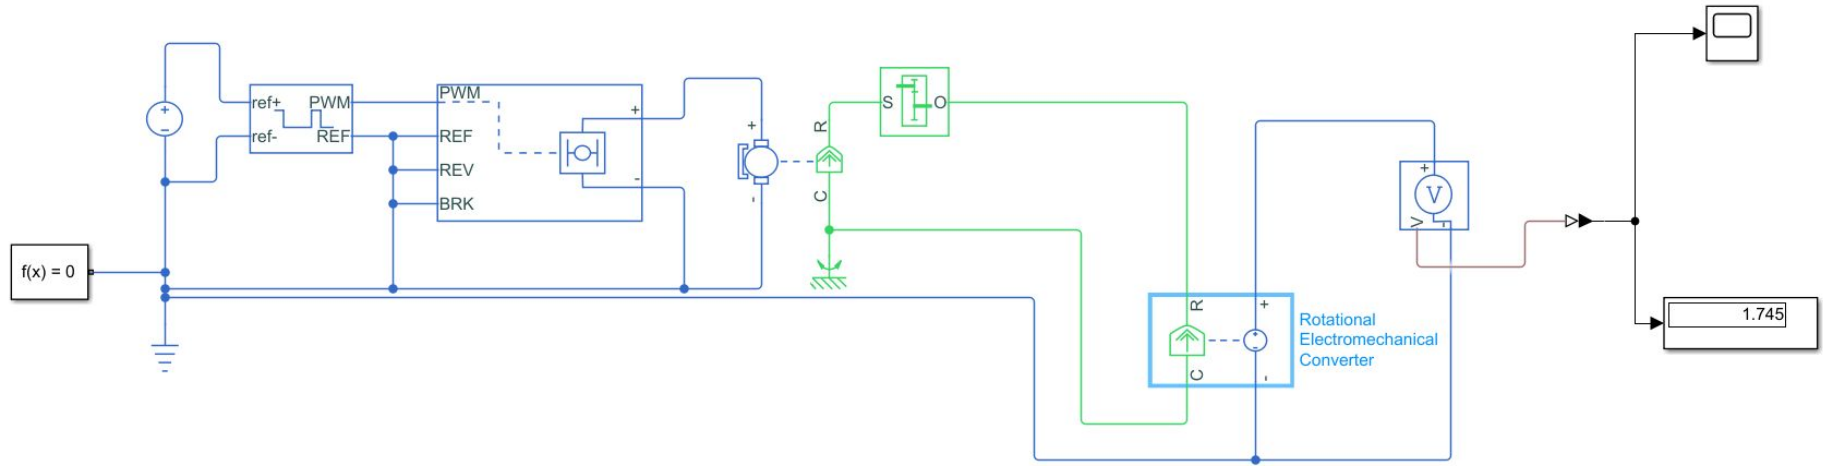 ref+
PWM
ref-
REF
PWM
REF
REV
BRK
+
-
+
-
R
C
S
O
f(x) = 0
+
V
V
-
1.745
R
+
C
-
Rotational
Electromechanical
Converter